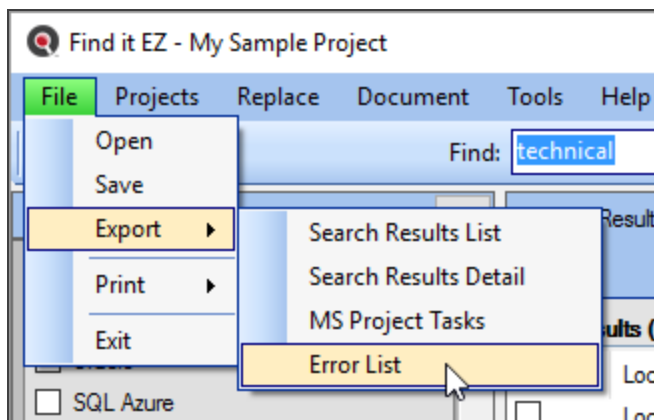 Find it EZ - My Sample Project
File Projects Replace Document Tools Help
Open
Find: technical
Save
Export
Search Results List
Search Results Detail
MS Project Tasks
Error List
Print
Exit
SQL Azure